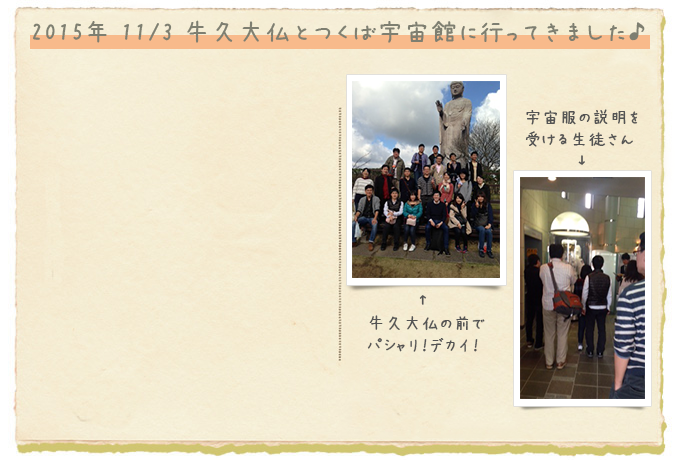 2015年 11/3 牛久大仏とつくば宇宙館に行ってきました♪
宇宙服の説明を
受ける生徒さん
↓
↑
牛久大仏の前で
パシャリ!デカイ!